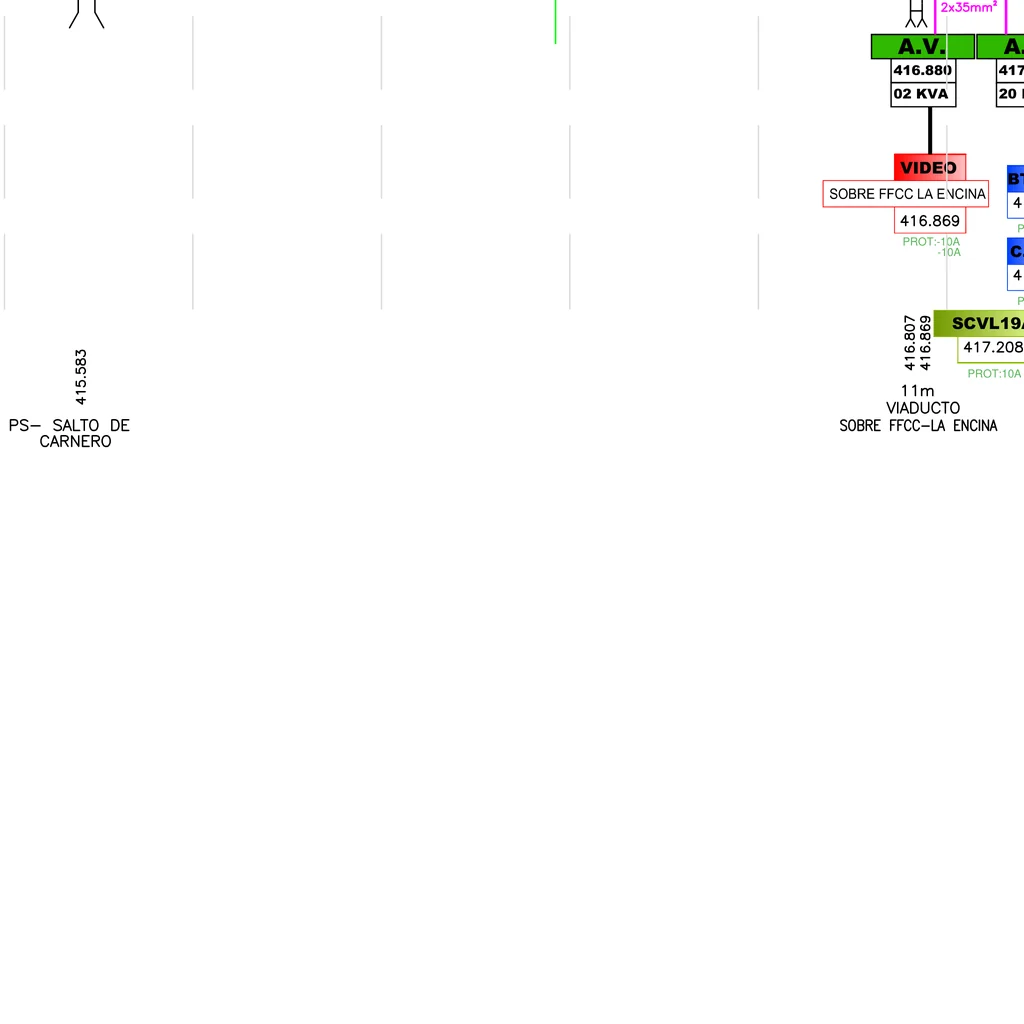 2x35mm²
A.V.
416.880
02 KVA
VIDEO
SOBRE FFCC LA ENCINA
416.869
PROT:-10A
-10A
20
SCVL19
417.208
PROT:10A
416.807
416.869
11m
VIADUCTO
SOBRE FFCC-LA ENCINA
415.583
PS- SALTO DE
CARNERO